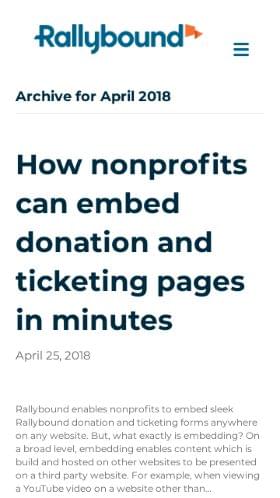 Rallybound
Archive for April 2018
How nonprofits
can embed
donation and
ticketing pages
in minutes
April 25, 2018
Rallybound enables nonprofits to embed sleek
Rallybound donation and ticketing forms anywhere
on any website. But, what exactly is embedding? On
a broad level, embedding enables content which is
build and hosted on other websites to be presented
on a third party website. For example, when viewing
a YouTube video on a website other than...